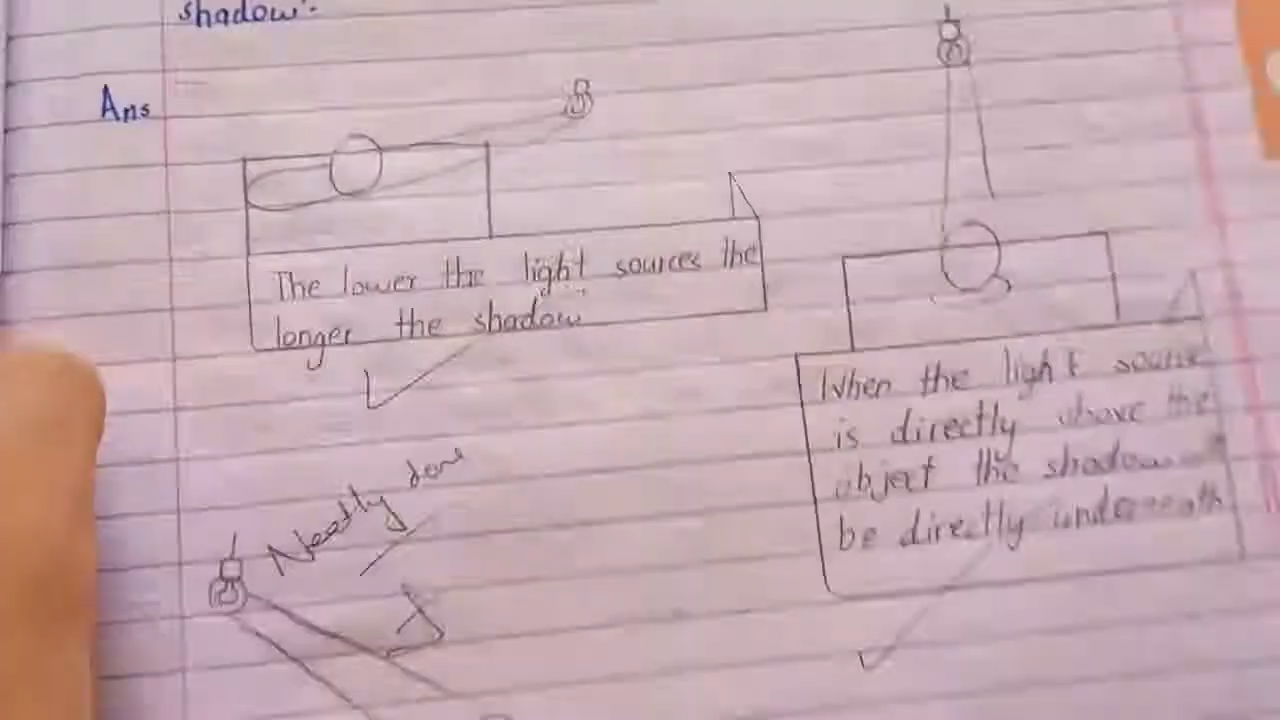 shadow.
Ans
The lower the light sources the
longer the shadow
When the light source
is directly above the
object the shadow
be directly underneath
Neatly done